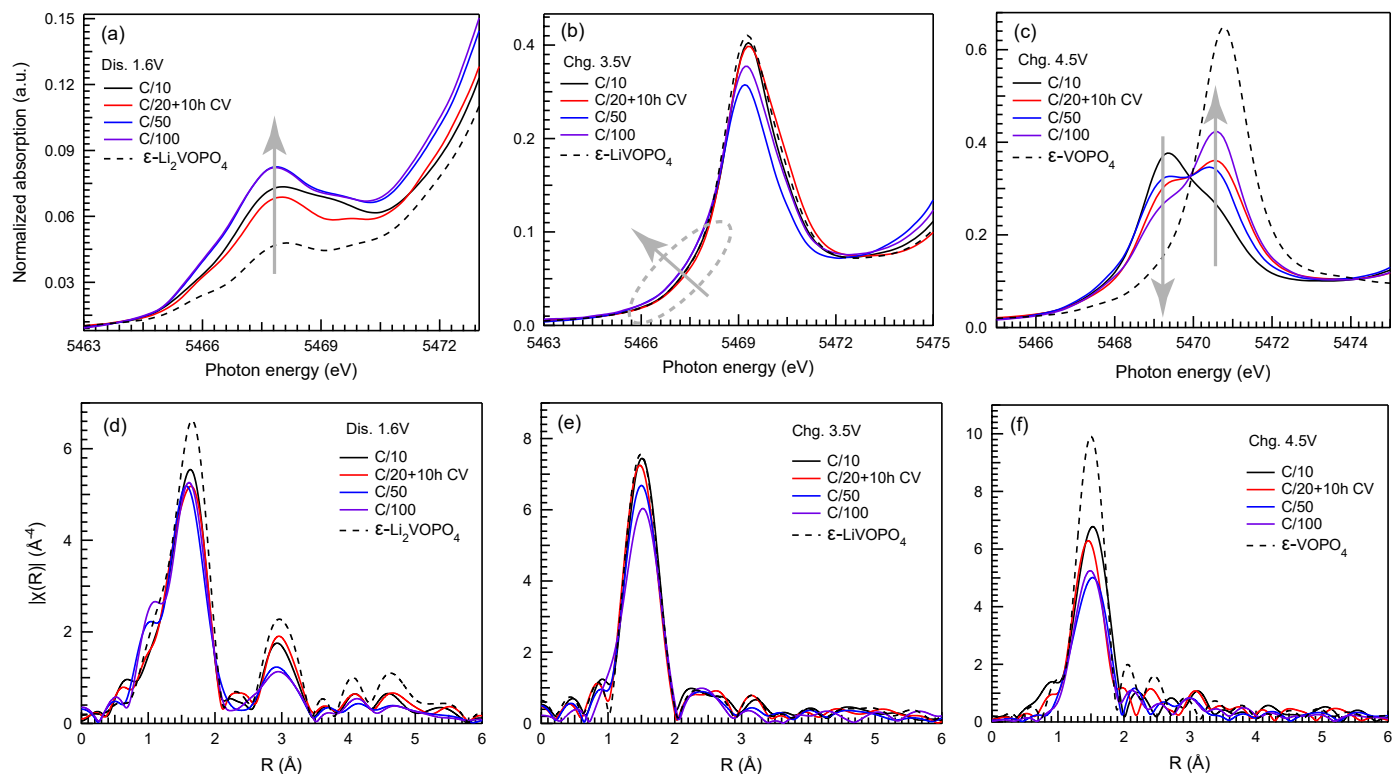 (a)
Dis. 1.6V
C/10
C/20+10h CV
C/50
C/100
ε-Li₂VOPO₄
Normalized absorption (a.u.)
0.15
0.12
0.09
0.06
0.03
5463 5466 5469 5472
Photon energy (eV)
(b)
Chg. 3.5V
C/10
C/20+10h CV
C/50
C/100
ε-LiVOPO₄
0.4
0.2
0.1
0.0
5463 5466 5469 5472 5475
Photon energy (eV)
(c)
Chg. 4.5V
C/10
C/20+10h CV
C/50
C/100
ε-VOPO₄
0.6
0.4
0.2
0.0
5466 5468 5470 5472 5474
Photon energy (eV)
(d)
Dis. 1.6V
C/10
C/20+10h CV
C/50
C/100
ε-Li₂VOPO₄
|χ(R)| (Å⁻⁴)
6
4
2
0
0 1 2 3 4 5 6
R (Å)
(e)
Chg. 3.5V
C/10
C/20+10h CV
C/50
C/100
ε-LiVOPO₄
8
6
4
2
0
0 1 2 3 4 5 6
R (Å)
(f)
Chg. 4.5V
C/10
C/20+10h CV
C/50
C/100
ε-VOPO₄
10
8
6
4
2
0
0 1 2 3 4 5 6
R (Å)